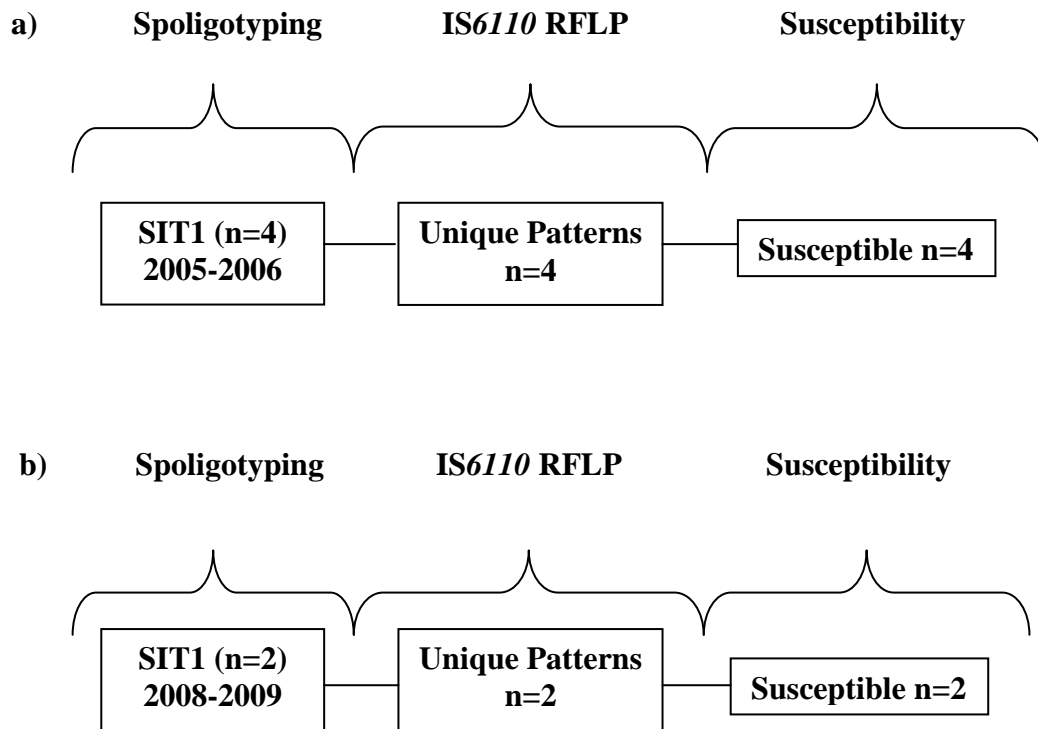 a) Spoligotyping IS6110 RFLP Susceptibility
SIT1 (n=4)
2005-2006
Unique Patterns
n=4
Susceptible n=4
b) Spoligotyping IS6110 RFLP Susceptibility
SIT1 (n=2)
2008-2009
Unique Patterns
n=2
Susceptible n=2